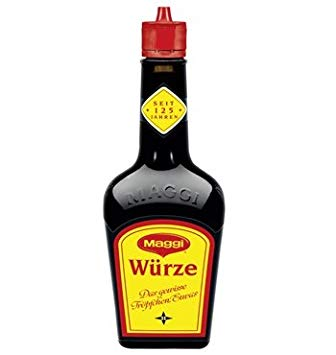 SEIT
125
JAHREN
MAGGI
Maggi
Würze
Das gewisse
Tröpfchen Etwas